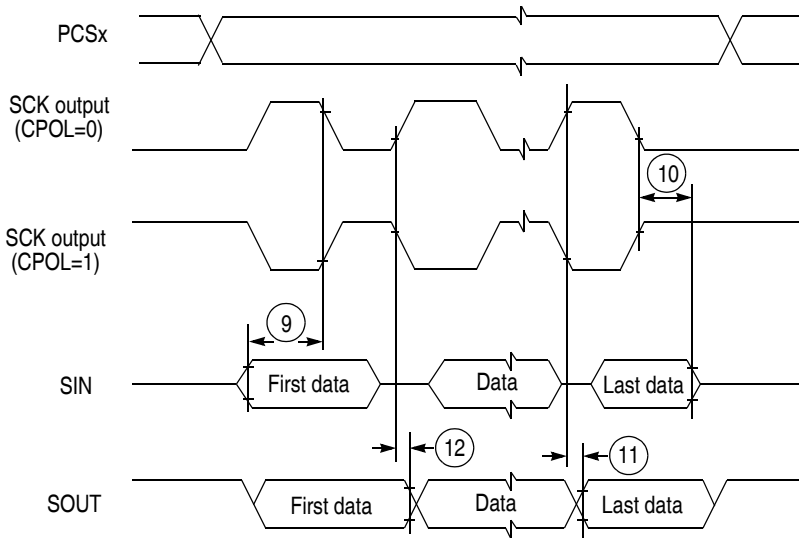 PCSx
SCK output
(CPOL=0)
10
SCK output
(CPOL=1)
9
SIN
First data
Data
Last data
12
11
SOUT
First data
Data
Last data